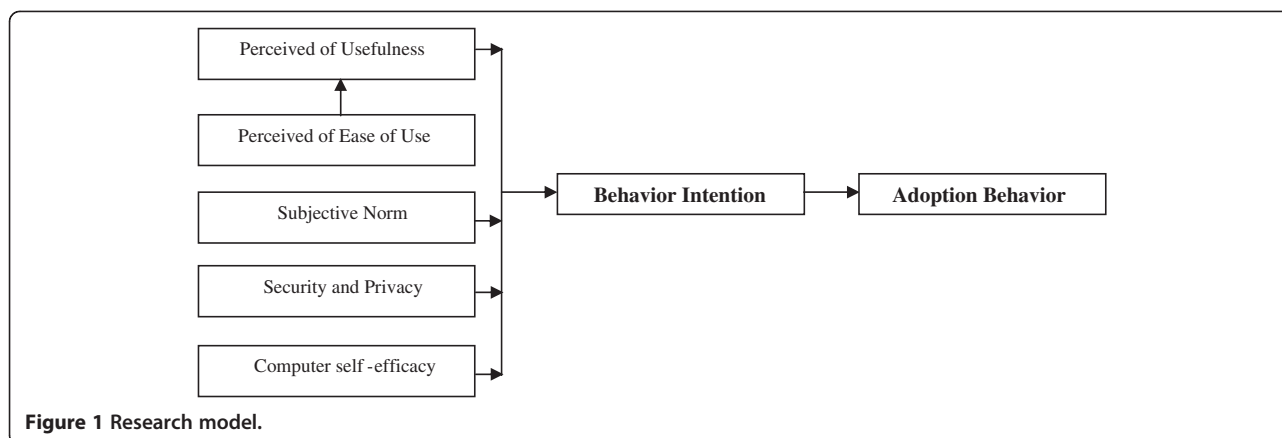 Perceived of Usefulness
Perceived of Ease of Use
Subjective Norm
Security and Privacy
Computer self-efficacy
Behavior Intention
Adoption Behavior
Figure 1 Research model.